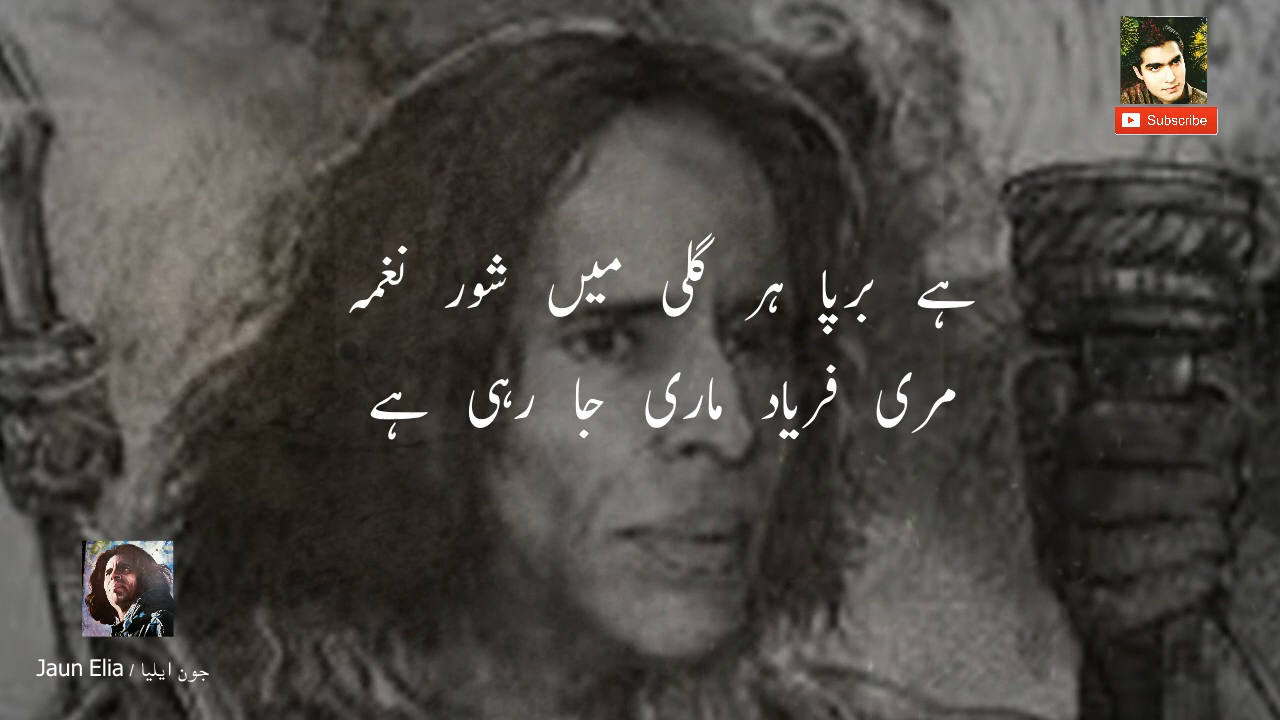 Subscribe
ہے برپا ہر گلی میں شور نغمہ
مری فریاد ماری جا رہی ہے
Jaun Elia / جون ایلیا